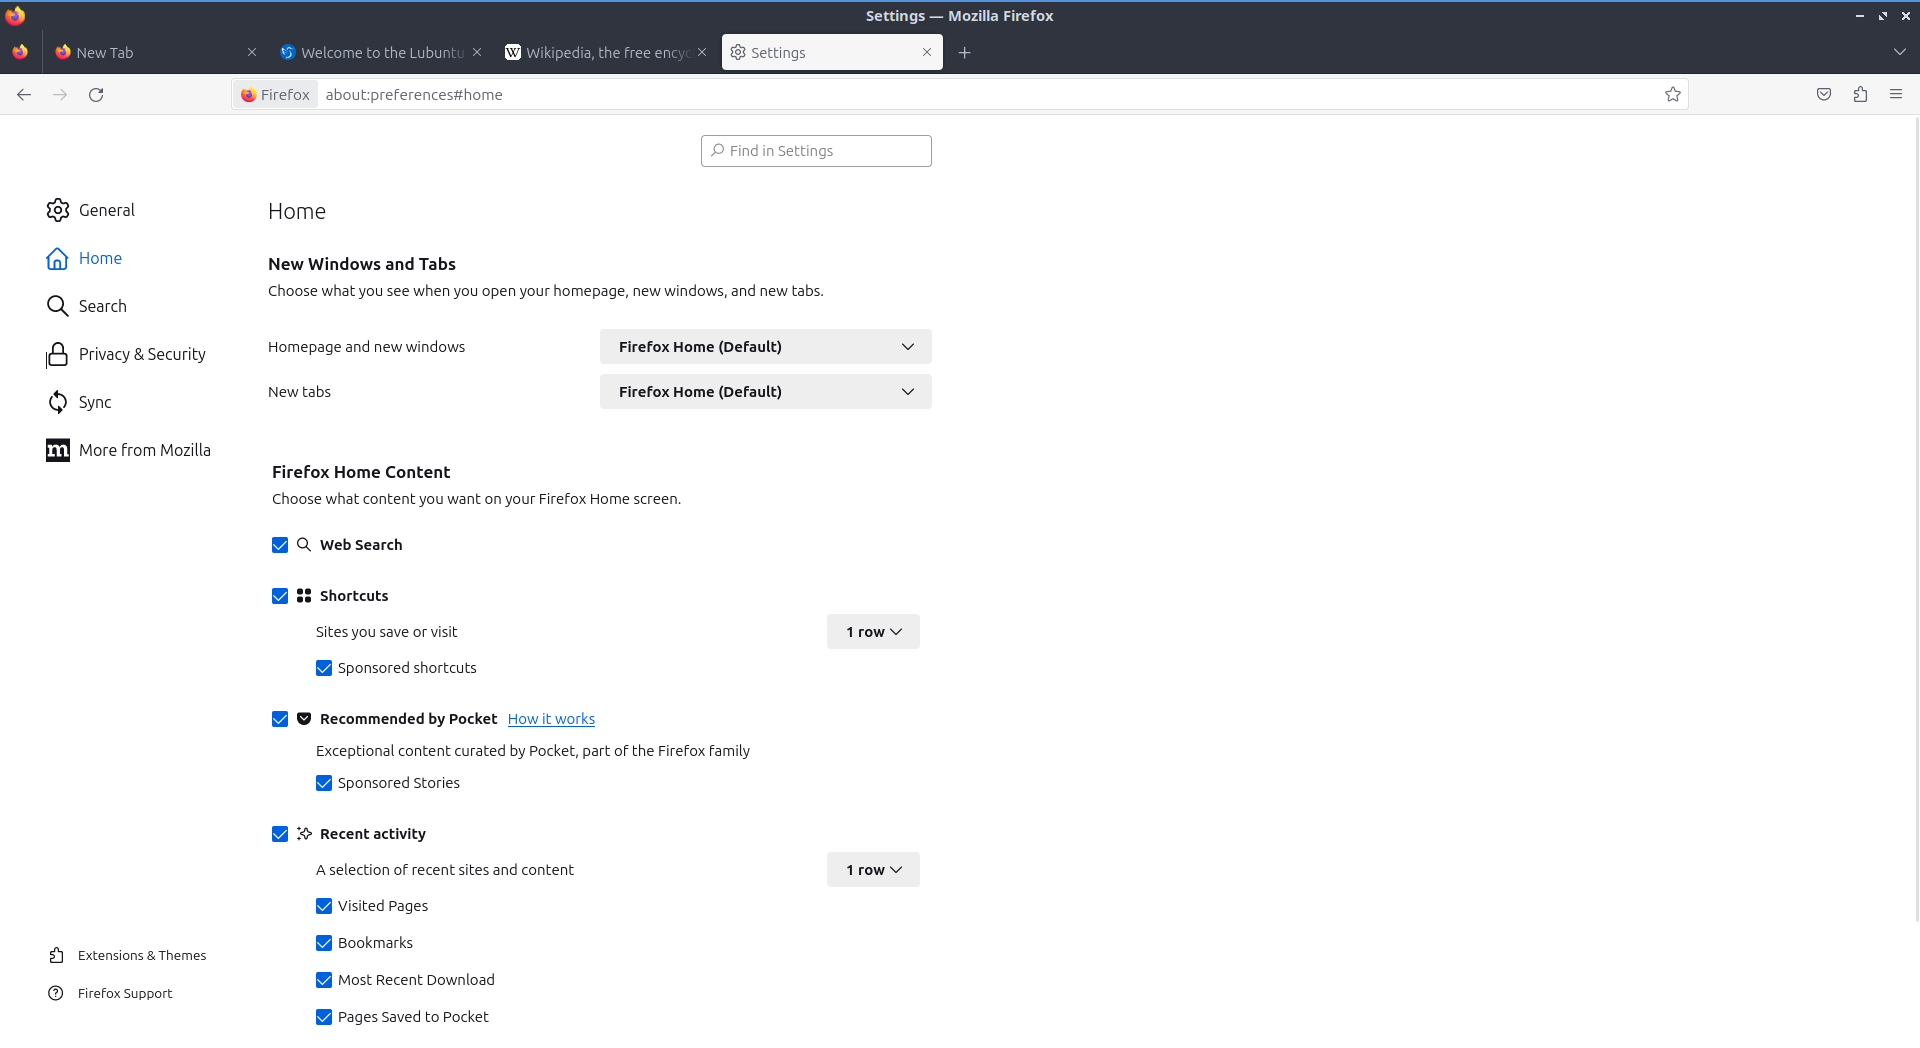 Settings — Mozilla Firefox
New Tab
Welcome to the Lubuntu
Wikipedia, the free ency
Settings
Firefox
about:preferences#home
Find in Settings
General
Home
Search
Privacy & Security
Sync
More from Mozilla
Extensions & Themes
Firefox Support
Home
New Windows and Tabs
Choose what you see when you open your homepage, new windows, and new tabs.
Homepage and new windows
Firefox Home (Default)
New tabs
Firefox Home (Default)
Firefox Home Content
Choose what content you want on your Firefox Home screen.
Web Search
Shortcuts
Sites you save or visit
1 row
Sponsored shortcuts
Recommended by Pocket How it works
Exceptional content curated by Pocket, part of the Firefox family
Sponsored Stories
Recent activity
A selection of recent sites and content
1 row
Visited Pages
Bookmarks
Most Recent Download
Pages Saved to Pocket